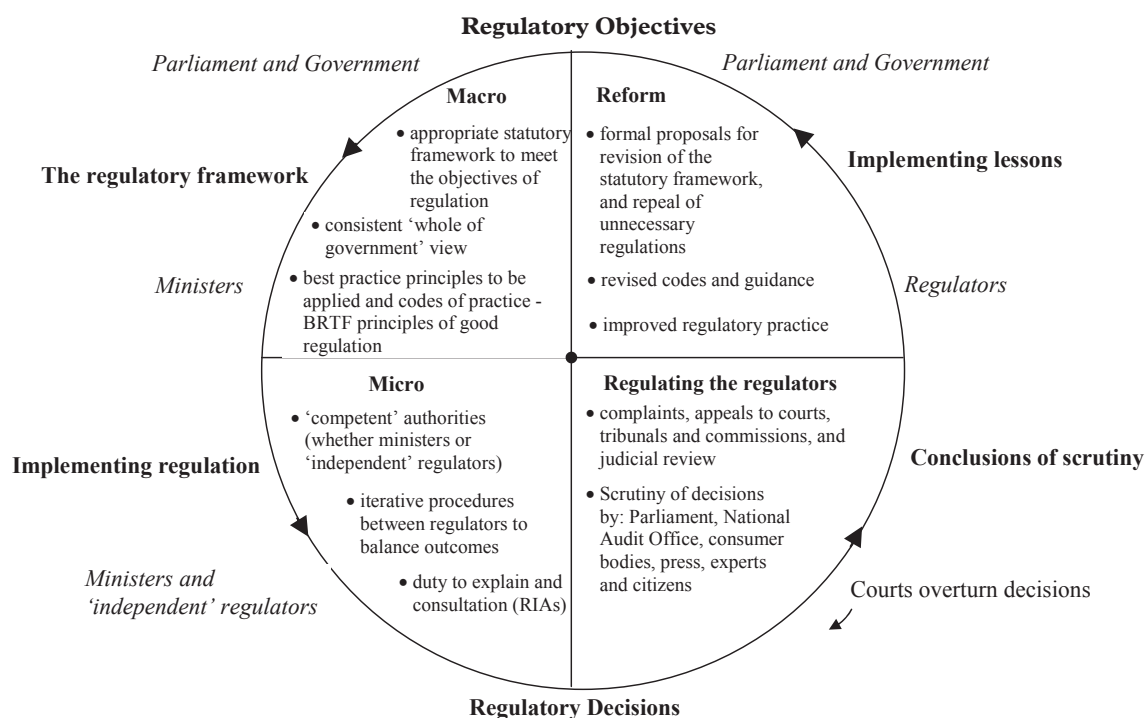 Regulatory Objectives
Parliament and Government
Parliament and Government
Macro
• appropriate statutory
framework to meet
the objectives of
regulation
• consistent ‘whole of
government’ view
• best practice principles to be
applied and codes of practice -
BRTF principles of good
regulation
Reform
• formal proposals for
revision of the
statutory framework,
and repeal of
unnecessary
regulations
• revised codes and guidance
• improved regulatory practice
The regulatory framework
Implementing lessons
Ministers
Regulators
Micro
• ‘competent’ authorities
(whether ministers or
‘independent’ regulators)
• iterative procedures
between regulators to
balance outcomes
• duty to explain and
consultation (RIAs)
Regulating the regulators
• complaints, appeals to courts,
tribunals and commissions, and
judicial review
• Scrutiny of decisions
by: Parliament, National
Audit Office, consumer
bodies, press, experts
and citizens
Implementing regulation
Conclusions of scrutiny
Ministers and
‘independent’ regulators
Courts overturn decisions
Regulatory Decisions